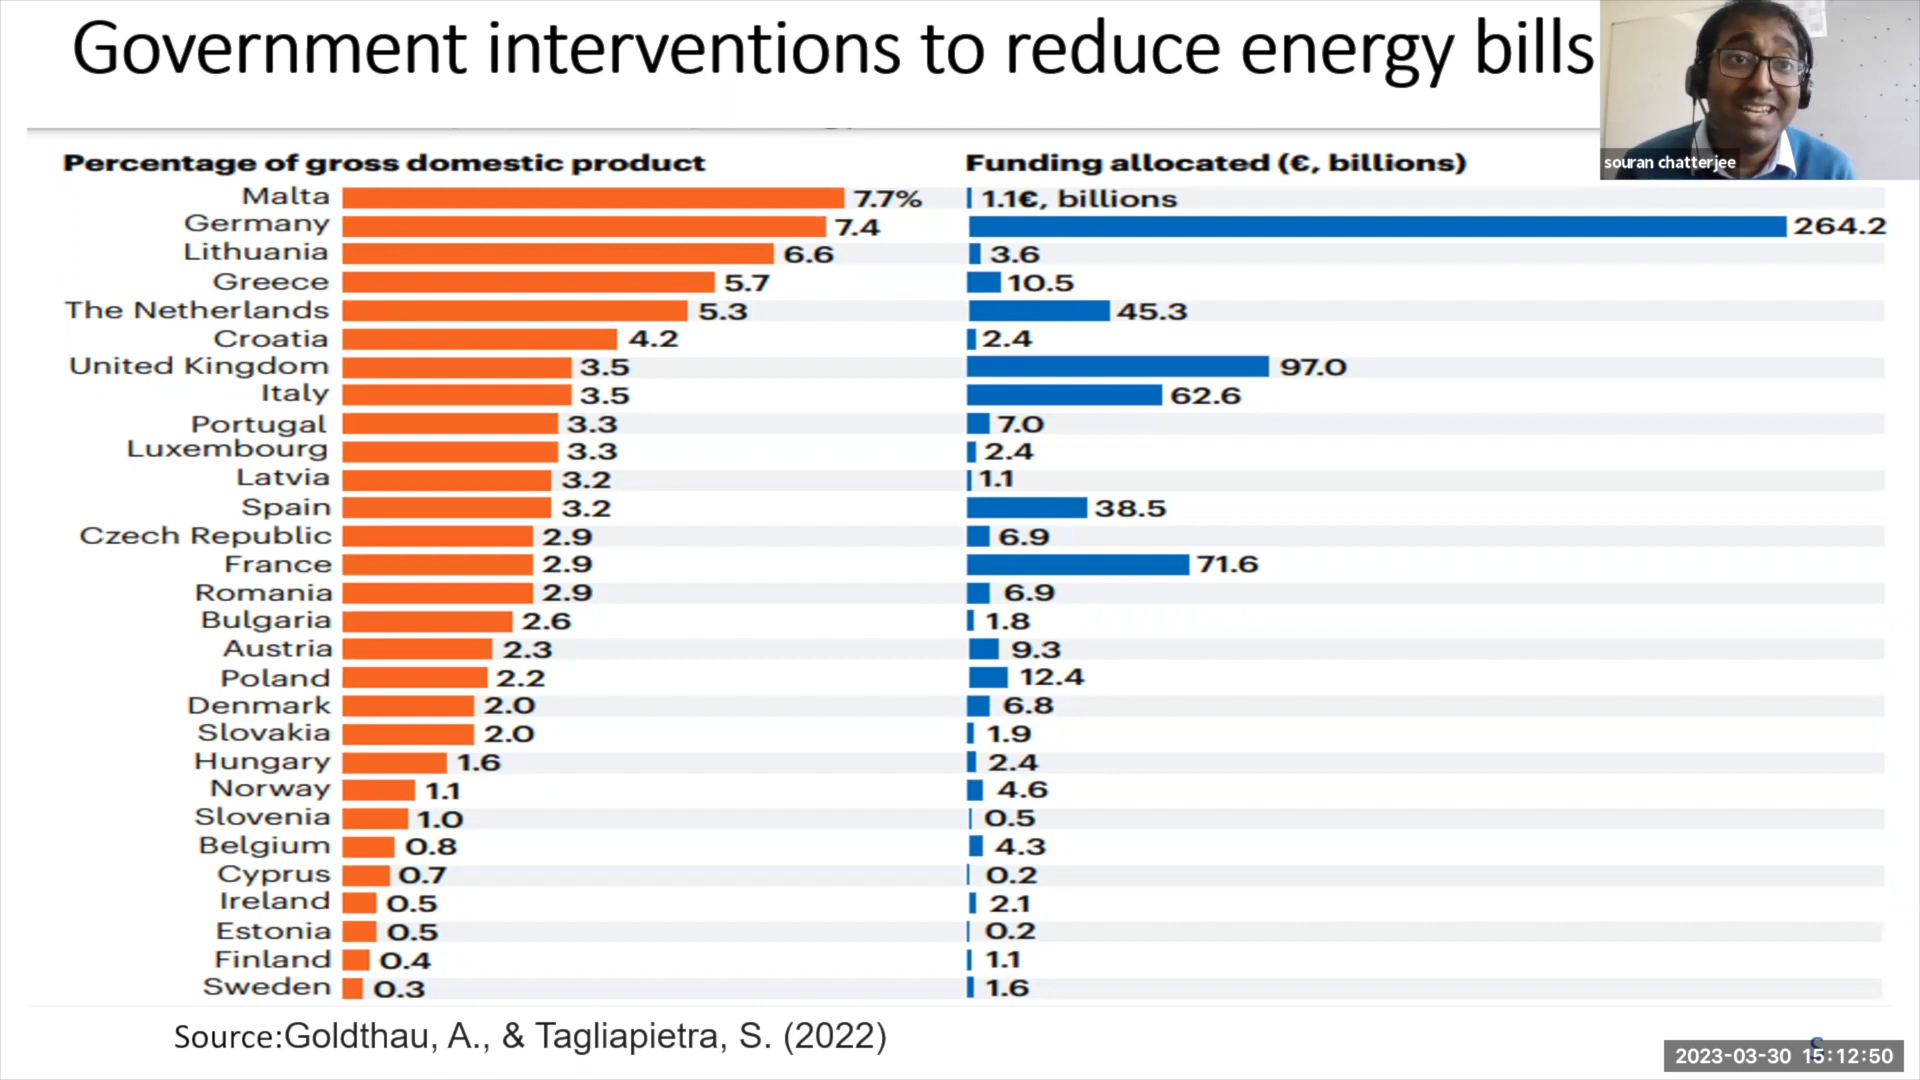 Government interventions to reduce energy bills
souran chatterjee
Percentage of gross domestic product Funding allocated (€, billions)
Malta 7.7% 1.1€, billions
Germany 7.4 264.2
Lithuania 6.6 3.6
Greece 5.7 10.5
The Netherlands 5.3 45.3
Croatia 4.2 2.4
United Kingdom 3.5 97.0
Italy 3.5 62.6
Portugal 3.3 7.0
Luxembourg 3.3 2.4
Latvia 3.2 1.1
Spain 3.2 38.5
Czech Republic 2.9 6.9
France 2.9 71.6
Romania 2.9 6.9
Bulgaria 2.6 1.8
Austria 2.3 9.3
Poland 2.2 12.4
Denmark 2.0 6.8
Slovakia 2.0 1.9
Hungary 1.6 2.4
Norway 1.1 4.6
Slovenia 1.0 0.5
Belgium 0.8 4.3
Cyprus 0.7 0.2
Ireland 0.5 2.1
Estonia 0.5 0.2
Finland 0.4 1.1
Sweden 0.3 1.6
Source:Goldthau, A., & Tagliapietra, S. (2022)
2023-03-30 15:12:50